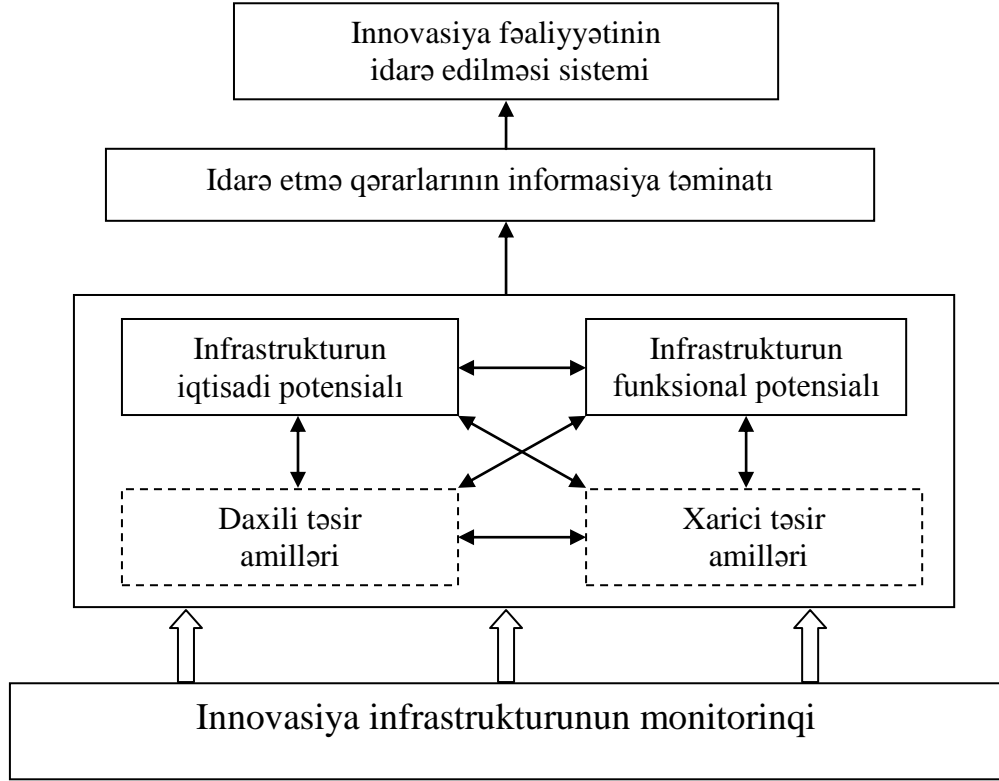 Innovasiya fəaliyyətinin
idarə edilməsi sistemi
Idarə etmə qərarlarının informasiya təminatı
Infrastrukturun
iqtisadi potensialı
Infrastrukturun
funksional potensialı
Daxili təsir
amilləri
Xarici təsir
amilləri
Innovasiya infrastrukturunun monitorinqi